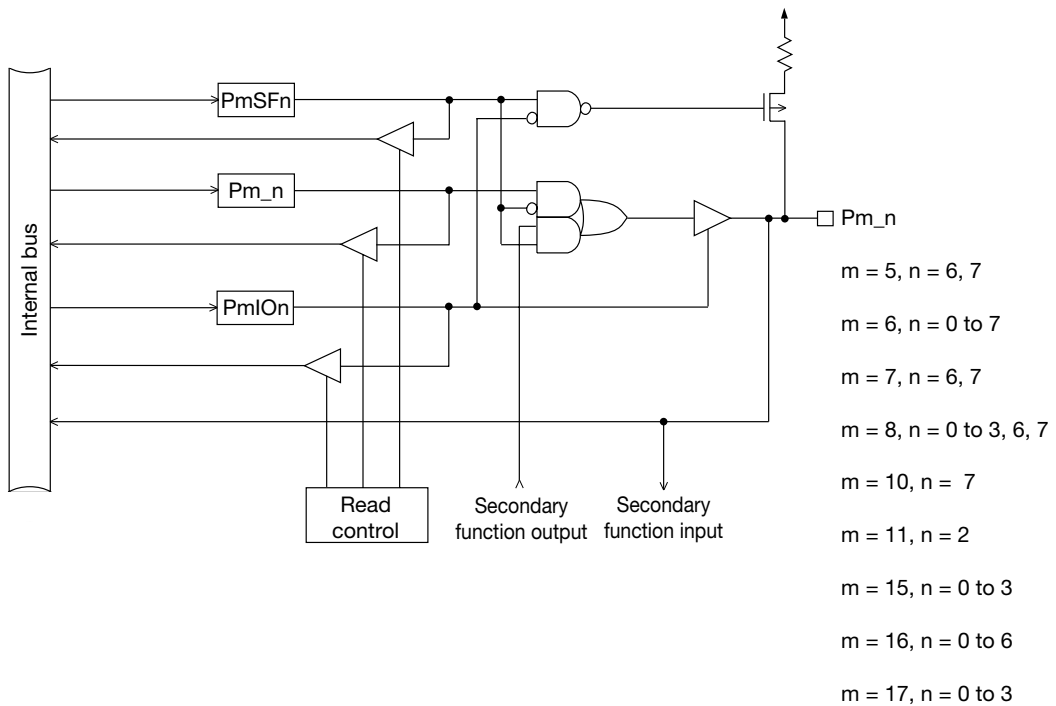 PmSFn
Pm_n
PmIOn
Internal bus
Read
control
Secondary
function output
Secondary
function input
Pm_n
m = 5, n = 6, 7
m = 6, n = 0 to 7
m = 7, n = 6, 7
m = 8, n = 0 to 3, 6, 7
m = 10, n = 7
m = 11, n = 2
m = 15, n = 0 to 3
m = 16, n = 0 to 6
m = 17, n = 0 to 3